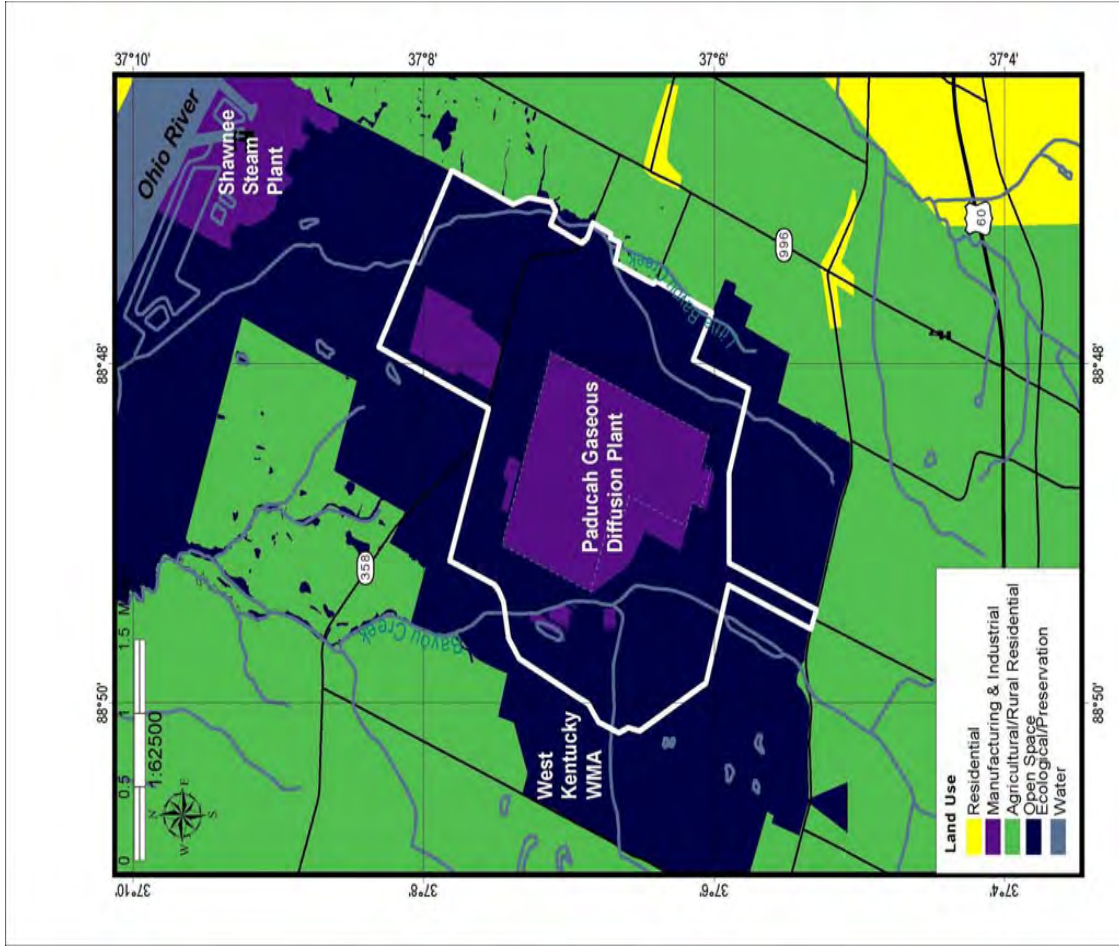 37°10'
37°8'
37°6'
37°4'
Ohio River
Shawnee
Steam
Plant
996
60
Little Bayou Creek
88°48'
88°48'
Paducah Gaseous
Diffusion Plant
358
Bayou Creek
88°50'
88°50'
West
Kentucky
WMA
0 0.5 1 1.5 Mi
1:62500
N
E
S
W
Land Use
Residential
Manufacturing & Industrial
Agricultural/Rural Residential
Open Space
Ecological/Preservation
Water
37°10'
37°8'
37°6'
37°4'